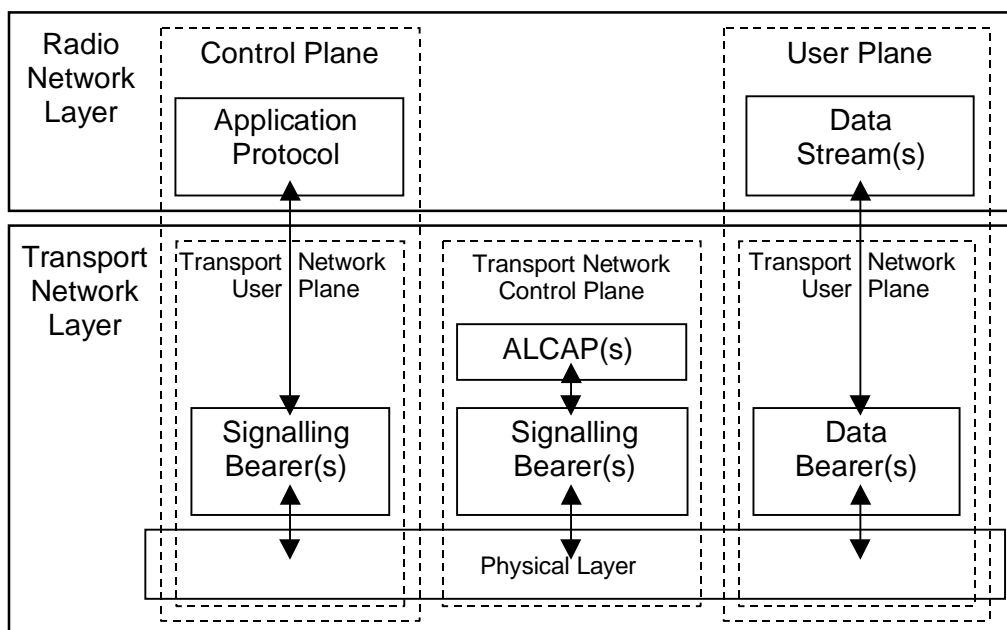 Radio
Network
Layer
Control Plane
User Plane
Application
Protocol
Data
Stream(s)
Transport
Network
Layer
Transport Network
User Plane
Transport Network
Control Plane
Transport Network
User Plane
ALCAP(s)
Signalling
Bearer(s)
Signalling
Bearer(s)
Data
Bearer(s)
Physical Layer